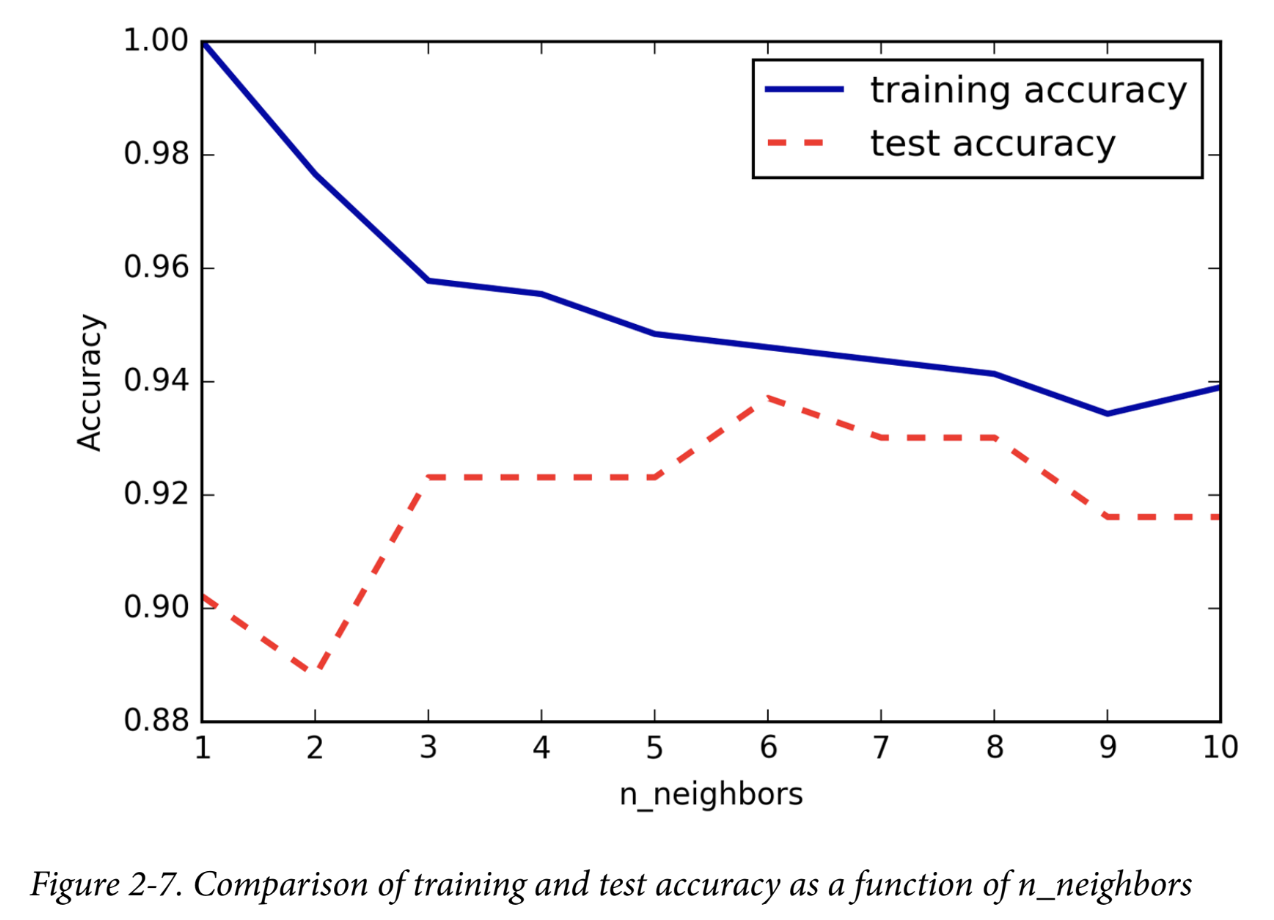 1.00
0.98
0.96
0.94
0.92
0.90
0.88
Accuracy
training accuracy
test accuracy
1 2 3 4 5 6 7 8 9 10
n_neighbors
Figure 2-7. Comparison of training and test accuracy as a function of n_neighbors